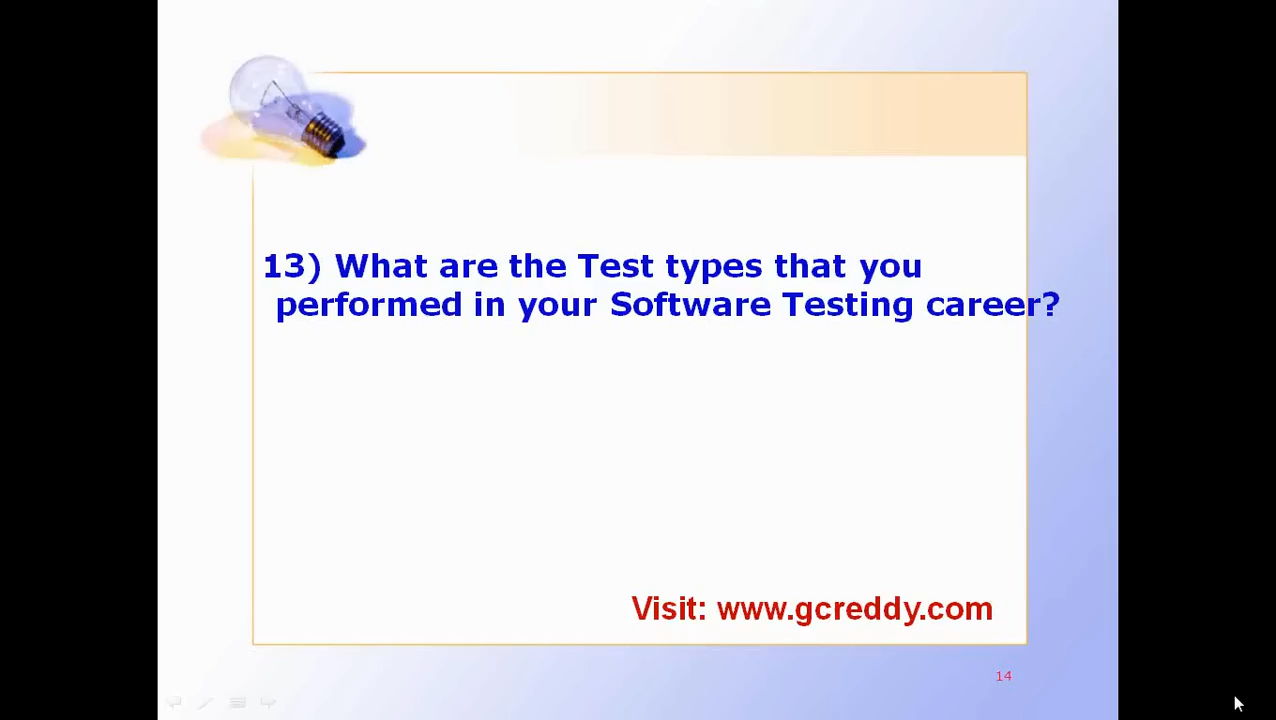 13) What are the Test types that you
performed in your Software Testing career?
Visit: www.gcreddy.com
14